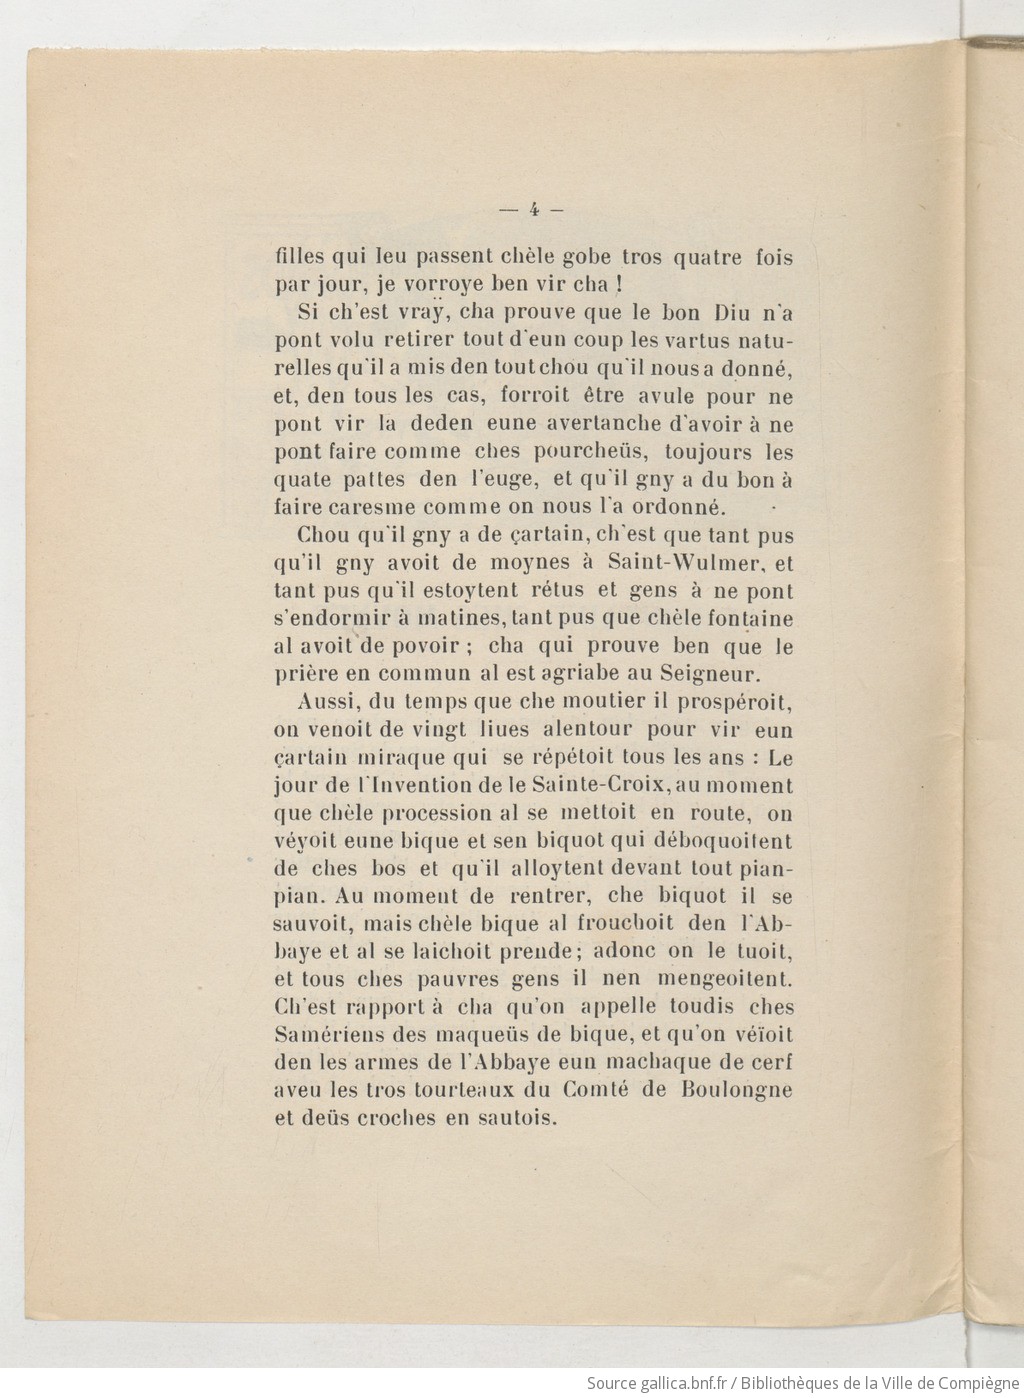 — 4 —
filles qui leu passent chèle gobe tros quatre fois
par jour, je vorroye ben vir cha !
Si ch'est vraÿ, cha prouve que le bon Diu n'a
pont volu retirer tout d'eun coup les vartus natu-
relles qu'il a mis den tout chou qu'il nous a donné,
et, den tous les cas, forroit être avule pour ne
pont vir là deden eune avertanche d'avoir à ne
pont faire comme ches pourcheüs, toujours les
quate pattes den l'euge, et qu'il gny a du bon à
faire caresme comme on nous l'a ordonné.
Chou qu'il gny a de çartain, ch'est que tant pus
qu'il gny avoit de moynes à Saint-Wulmer, et
tant pus qu'il estoytent rétus et gens à ne pont
s'endormir à matines, tant pus que chèle fontaine
al avoit de povoir ; cha qui prouve ben que le
prière en commun al est agriabe au Seigneur.
Aussi, du temps que che moutier il prospéroit,
on venoit de vingt liues alentour pour vir eun
çartain miraque qui se répétoit tous les ans : Le
jour de l'Invention de le Sainte-Croix, au moment
que chèle procession al se mettoit en route, on
véyoit eune bique et sen biquot qui déboquoitent
de ches bos et qu'il alloytent devant tout pian-
pian. Au moment de rentrer, che biquot il se
sauvoit, mais chèle bique al frouchoit den l'Ab-
baye et al se laichoit prende ; adonc on le tuoit,
et tous ches pauvres gens il nen mengeoitent.
Ch'est rapport à cha qu'on appelle toudis ches
Samériens des maqueüs de bique, et qu'on véïoit
den les armes de l'Abbaye eun machaque de cerf
aveu les tros tourteaux du Comté de Boulongne
et deüs croches en sautois.
Source gallica.bnf.fr / Bibliothèques de la Ville de Compiègne